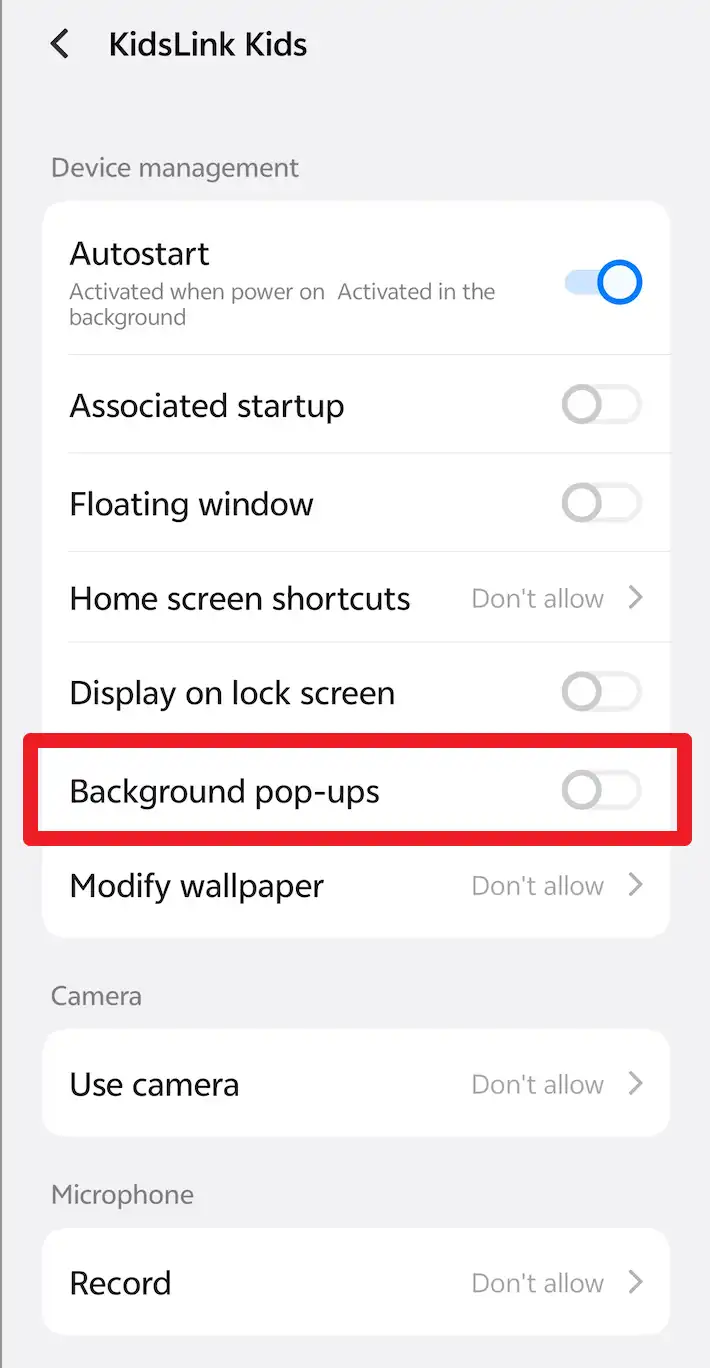 KidsLink Kids
Device management
Autostart
Activated when power on  Activated in the
background
Associated startup
Floating window
Home screen shortcuts Don't allow
Display on lock screen
Background pop-ups
Modify wallpaper Don't allow
Camera
Use camera Don't allow
Microphone
Record Don't allow